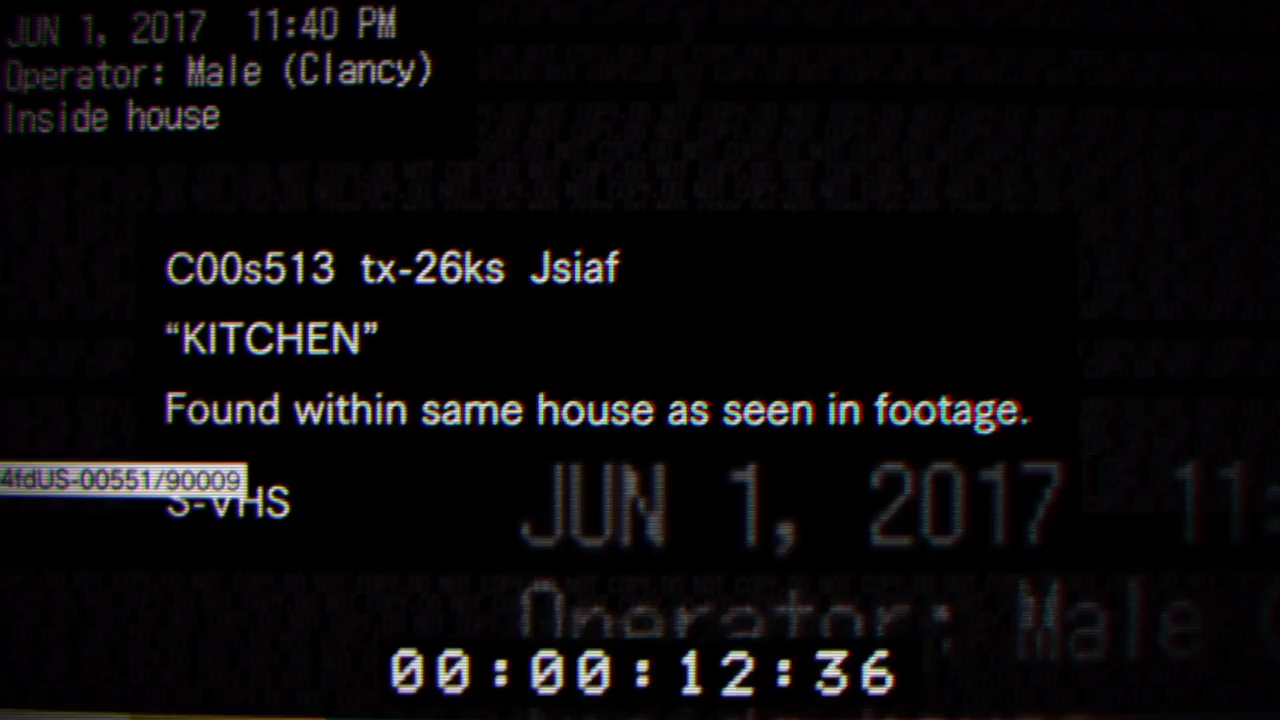 JUN 1, 2017 11:40 PM
Operator: Male (Clancy)
Inside house
C00s513 tx-26ks Jsiaf
“KITCHEN”
Found within same house as seen in footage.
4fdUS-00551/90009
S-VHS
JUN 1, 2017 11:
Operator: Male
00:00:12:36